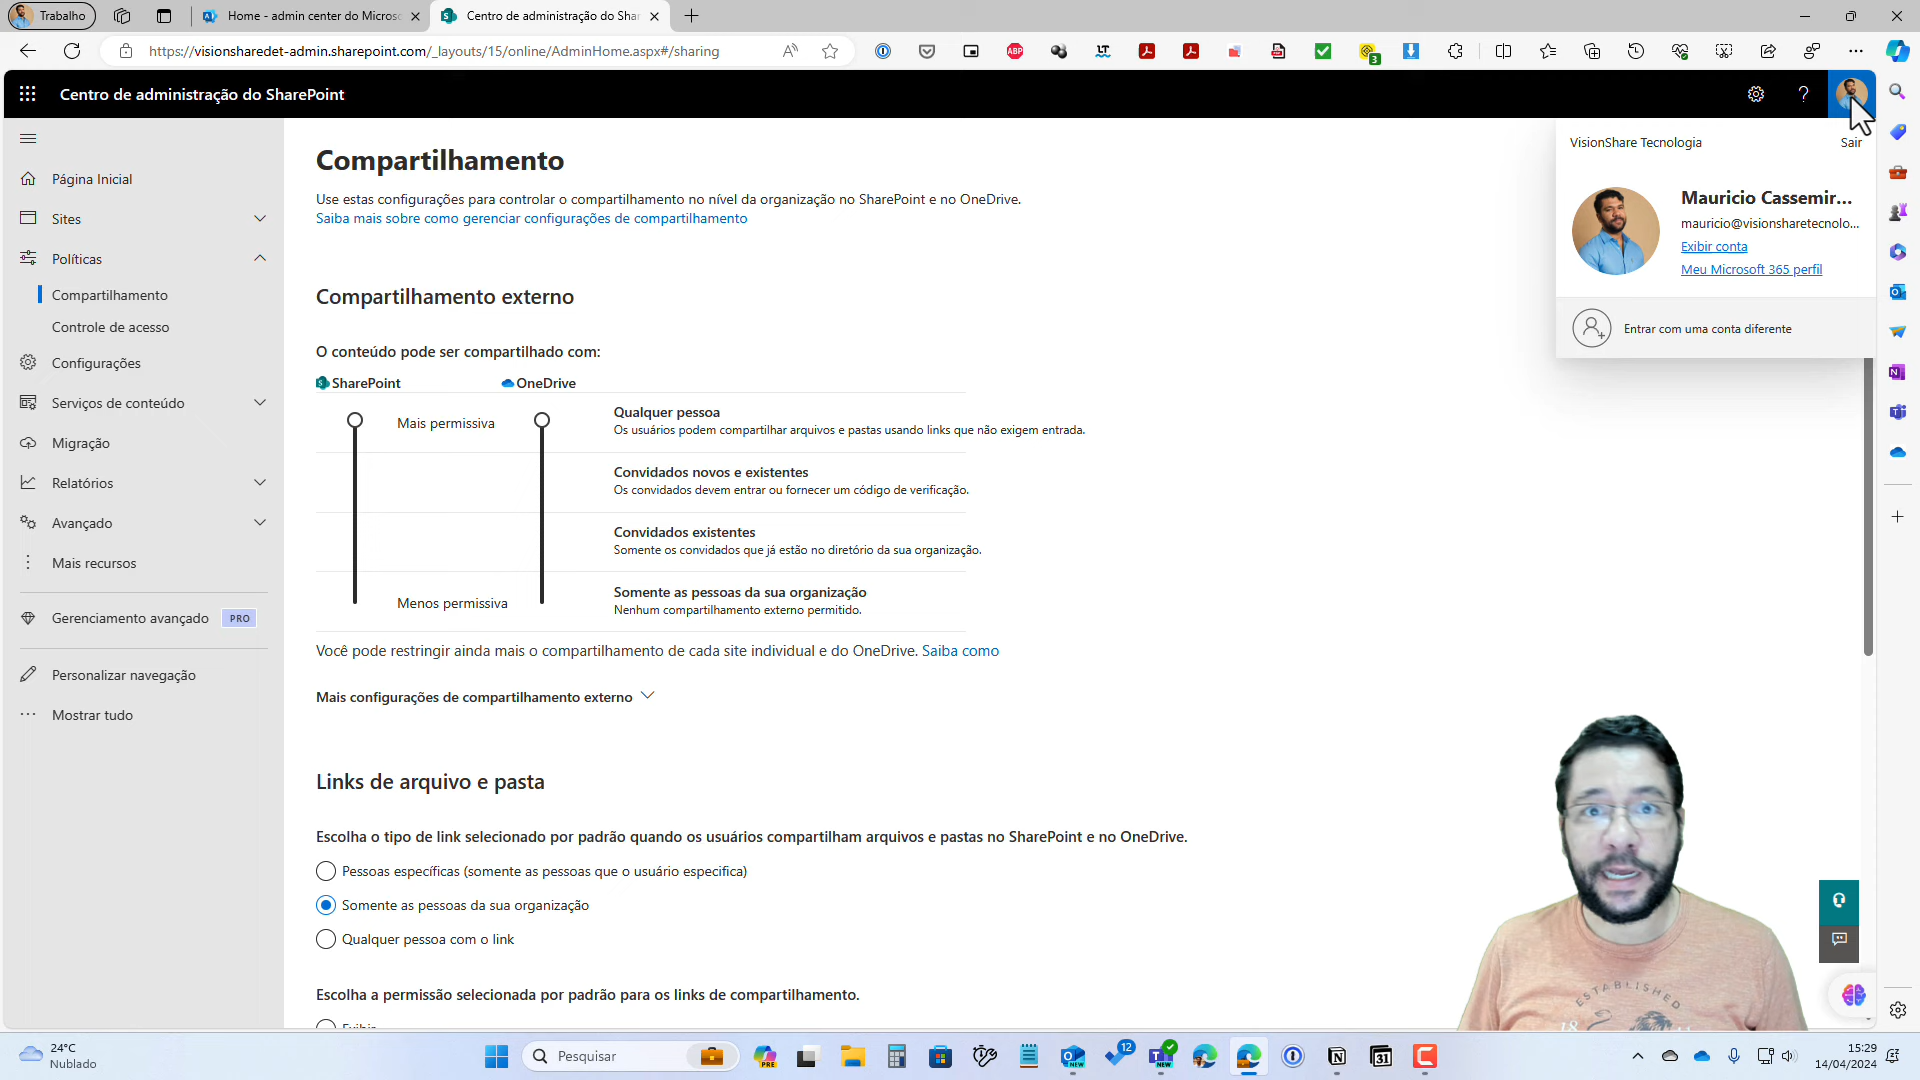 Trabalho
Home - admin center do Microsc
Centro de administração do Shar
https://visionsharedet-admin.sharepoint.com/_layouts/15/online/AdminHome.aspx#/sharing
ABP
LT
3
Centro de administração do SharePoint
?
VisionShare Tecnologia
Sair
Mauricio Cassemir...
mauricio@visionsharetecnolo...
Exibir conta
Meu Microsoft 365 perfil
Entrar com uma conta diferente
Página Inicial
Sites
Políticas
Compartilhamento
Controle de acesso
Configurações
Serviços de conteúdo
Migração
Relatórios
Avançado
Mais recursos
Gerenciamento avançado PRO
Personalizar navegação
Mostrar tudo
Compartilhamento
Use estas configurações para controlar o compartilhamento no nível da organização no SharePoint e no OneDrive.
Saiba mais sobre como gerenciar configurações de compartilhamento
Compartilhamento externo
O conteúdo pode ser compartilhado com:
SharePoint
OneDrive
Mais permissiva
Qualquer pessoa
Os usuários podem compartilhar arquivos e pastas usando links que não exigem entrada.
Convidados novos e existentes
Os convidados devem entrar ou fornecer um código de verificação.
Convidados existentes
Somente os convidados que já estão no diretório da sua organização.
Menos permissiva
Somente as pessoas da sua organização
Nenhum compartilhamento externo permitido.
Você pode restringir ainda mais o compartilhamento de cada site individual e do OneDrive. Saiba como
Mais configurações de compartilhamento externo
Links de arquivo e pasta
Escolha o tipo de link selecionado por padrão quando os usuários compartilham arquivos e pastas no SharePoint e no OneDrive.
Pessoas específicas (somente as pessoas que o usuário especifica)
Somente as pessoas da sua organização
Qualquer pessoa com o link
Escolha a permissão selecionada por padrão para os links de compartilhamento.
Exibir
ESTABLISHED
24°C
Nublado
Pesquisar
PRE
NEW
12
NEW
31
15:29
14/04/2024